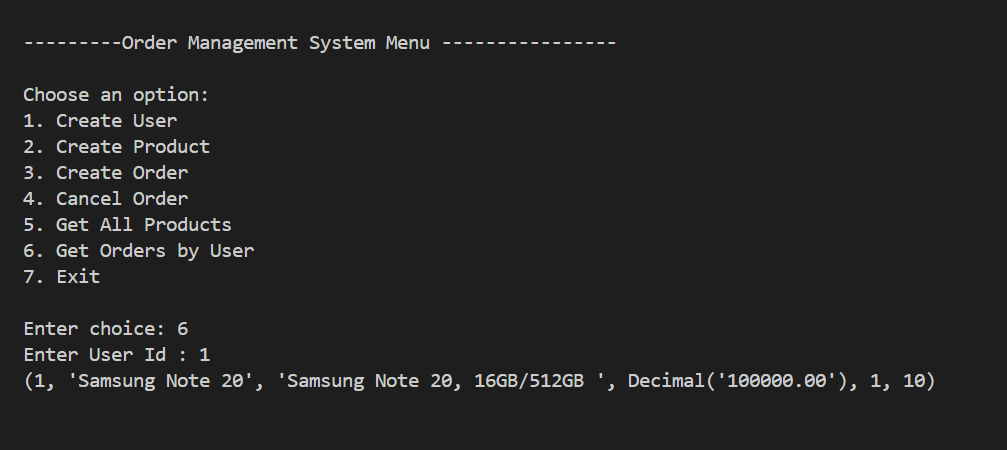 ---------Order Management System Menu ----------------
Choose an option:
1. Create User
2. Create Product
3. Create Order
4. Cancel Order
5. Get All Products
6. Get Orders by User
7. Exit
Enter choice: 6
Enter User Id : 1
(1, 'Samsung Note 20', 'Samsung Note 20, 16GB/512GB ', Decimal('100000.00'), 1, 10)